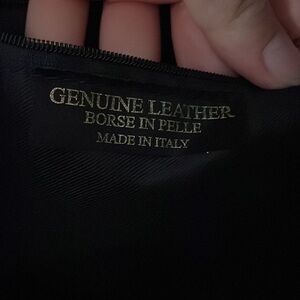 GENUINE LEATHER
BORSE IN PELLE
MADE IN ITALY